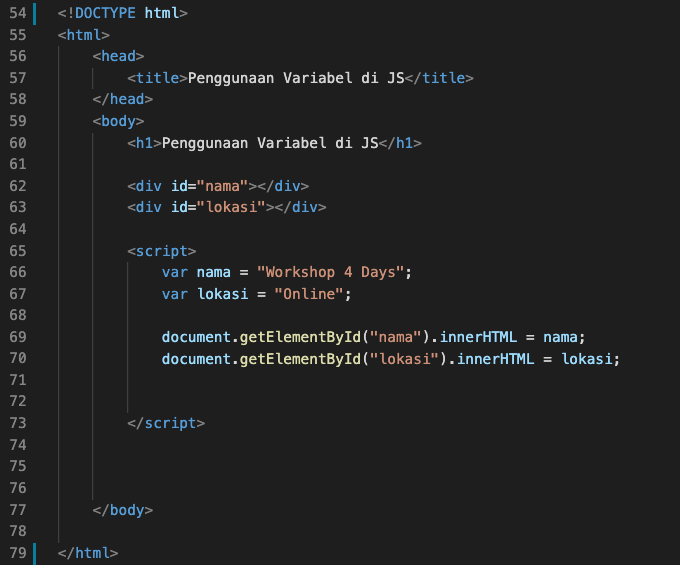 54 <!DOCTYPE html>
55 <html>
56     <head>
57         <title>Penggunaan Variabel di JS</title>
58     </head>
59     <body>
60         <h1>Penggunaan Variabel di JS</h1>
61
62         <div id="nama"></div>
63         <div id="lokasi"></div>
64
65         <script>
66             var nama = "Workshop 4 Days";
67             var lokasi = "Online";
68
69             document.getElementById("nama").innerHTML = nama;
70             document.getElementById("lokasi").innerHTML = lokasi;
71
72
73         </script>
74
75
76
77     </body>
78
79 </html>